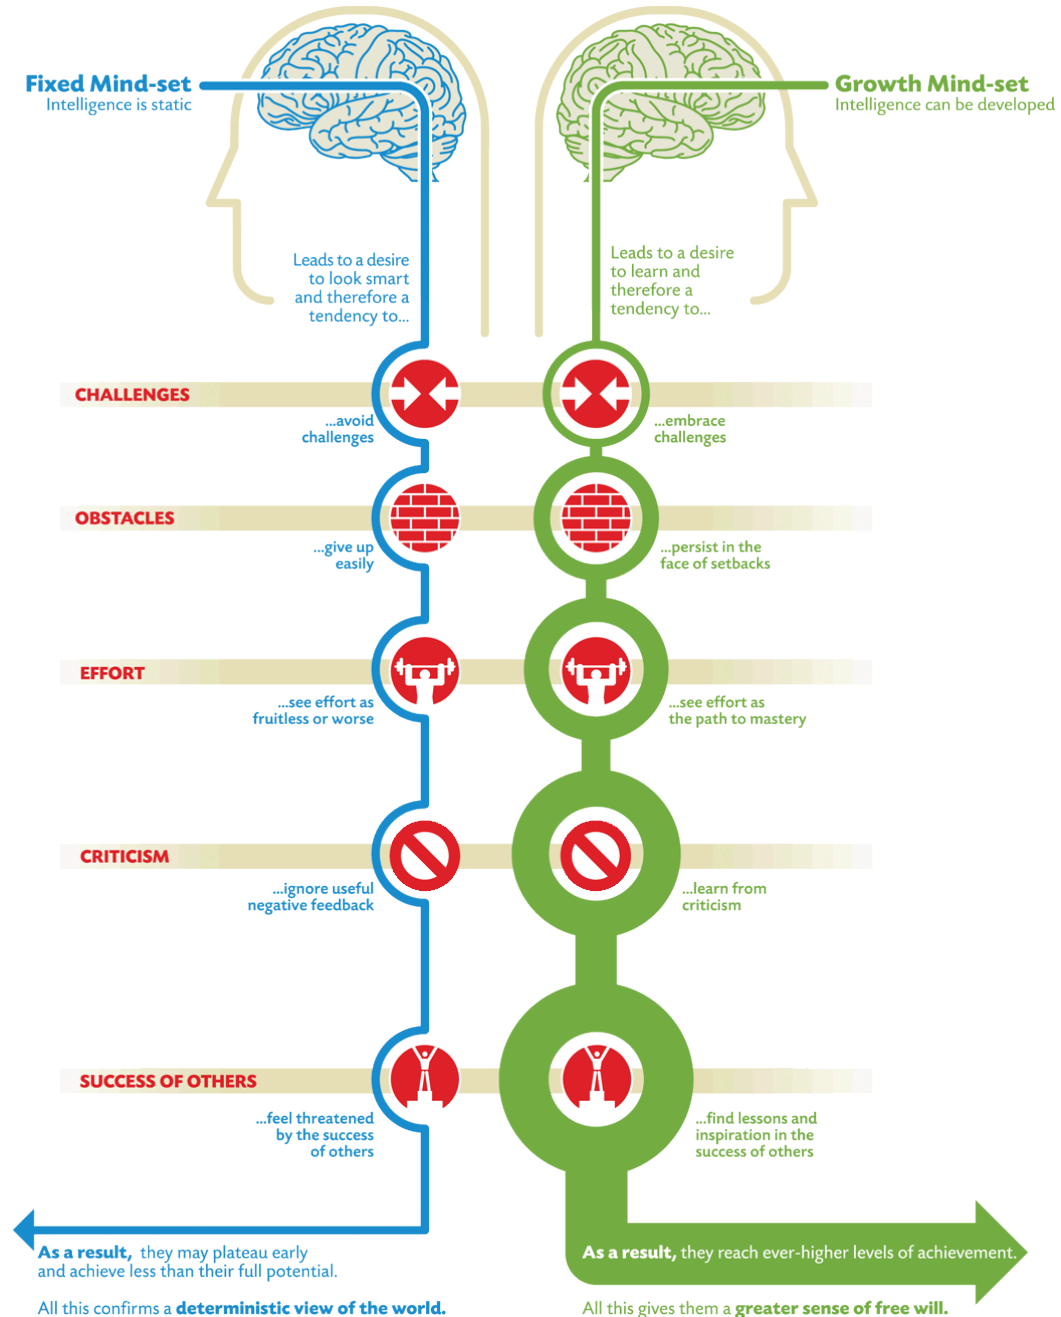 Fixed Mind-set
Intelligence is static
Growth Mind-set
Intelligence can be developed
Leads to a desire
to look smart
and therefore a
tendency to...
Leads to a desire
to learn and
therefore a
tendency to...
CHALLENGES
...avoid
challenges
...embrace
challenges
OBSTACLES
...give up
easily
...persist in the
face of setbacks
EFFORT
...see effort as
fruitless or worse
...see effort as
the path to mastery
CRITICISM
...ignore useful
negative feedback
...learn from
criticism
SUCCESS OF OTHERS
...feel threatened
by the success
of others
...find lessons and
inspiration in the
success of others
As a result, they may plateau early
and achieve less than their full potential.
All this confirms a deterministic view of the world.
As a result, they reach ever-higher levels of achievement.
All this gives them a greater sense of free will.